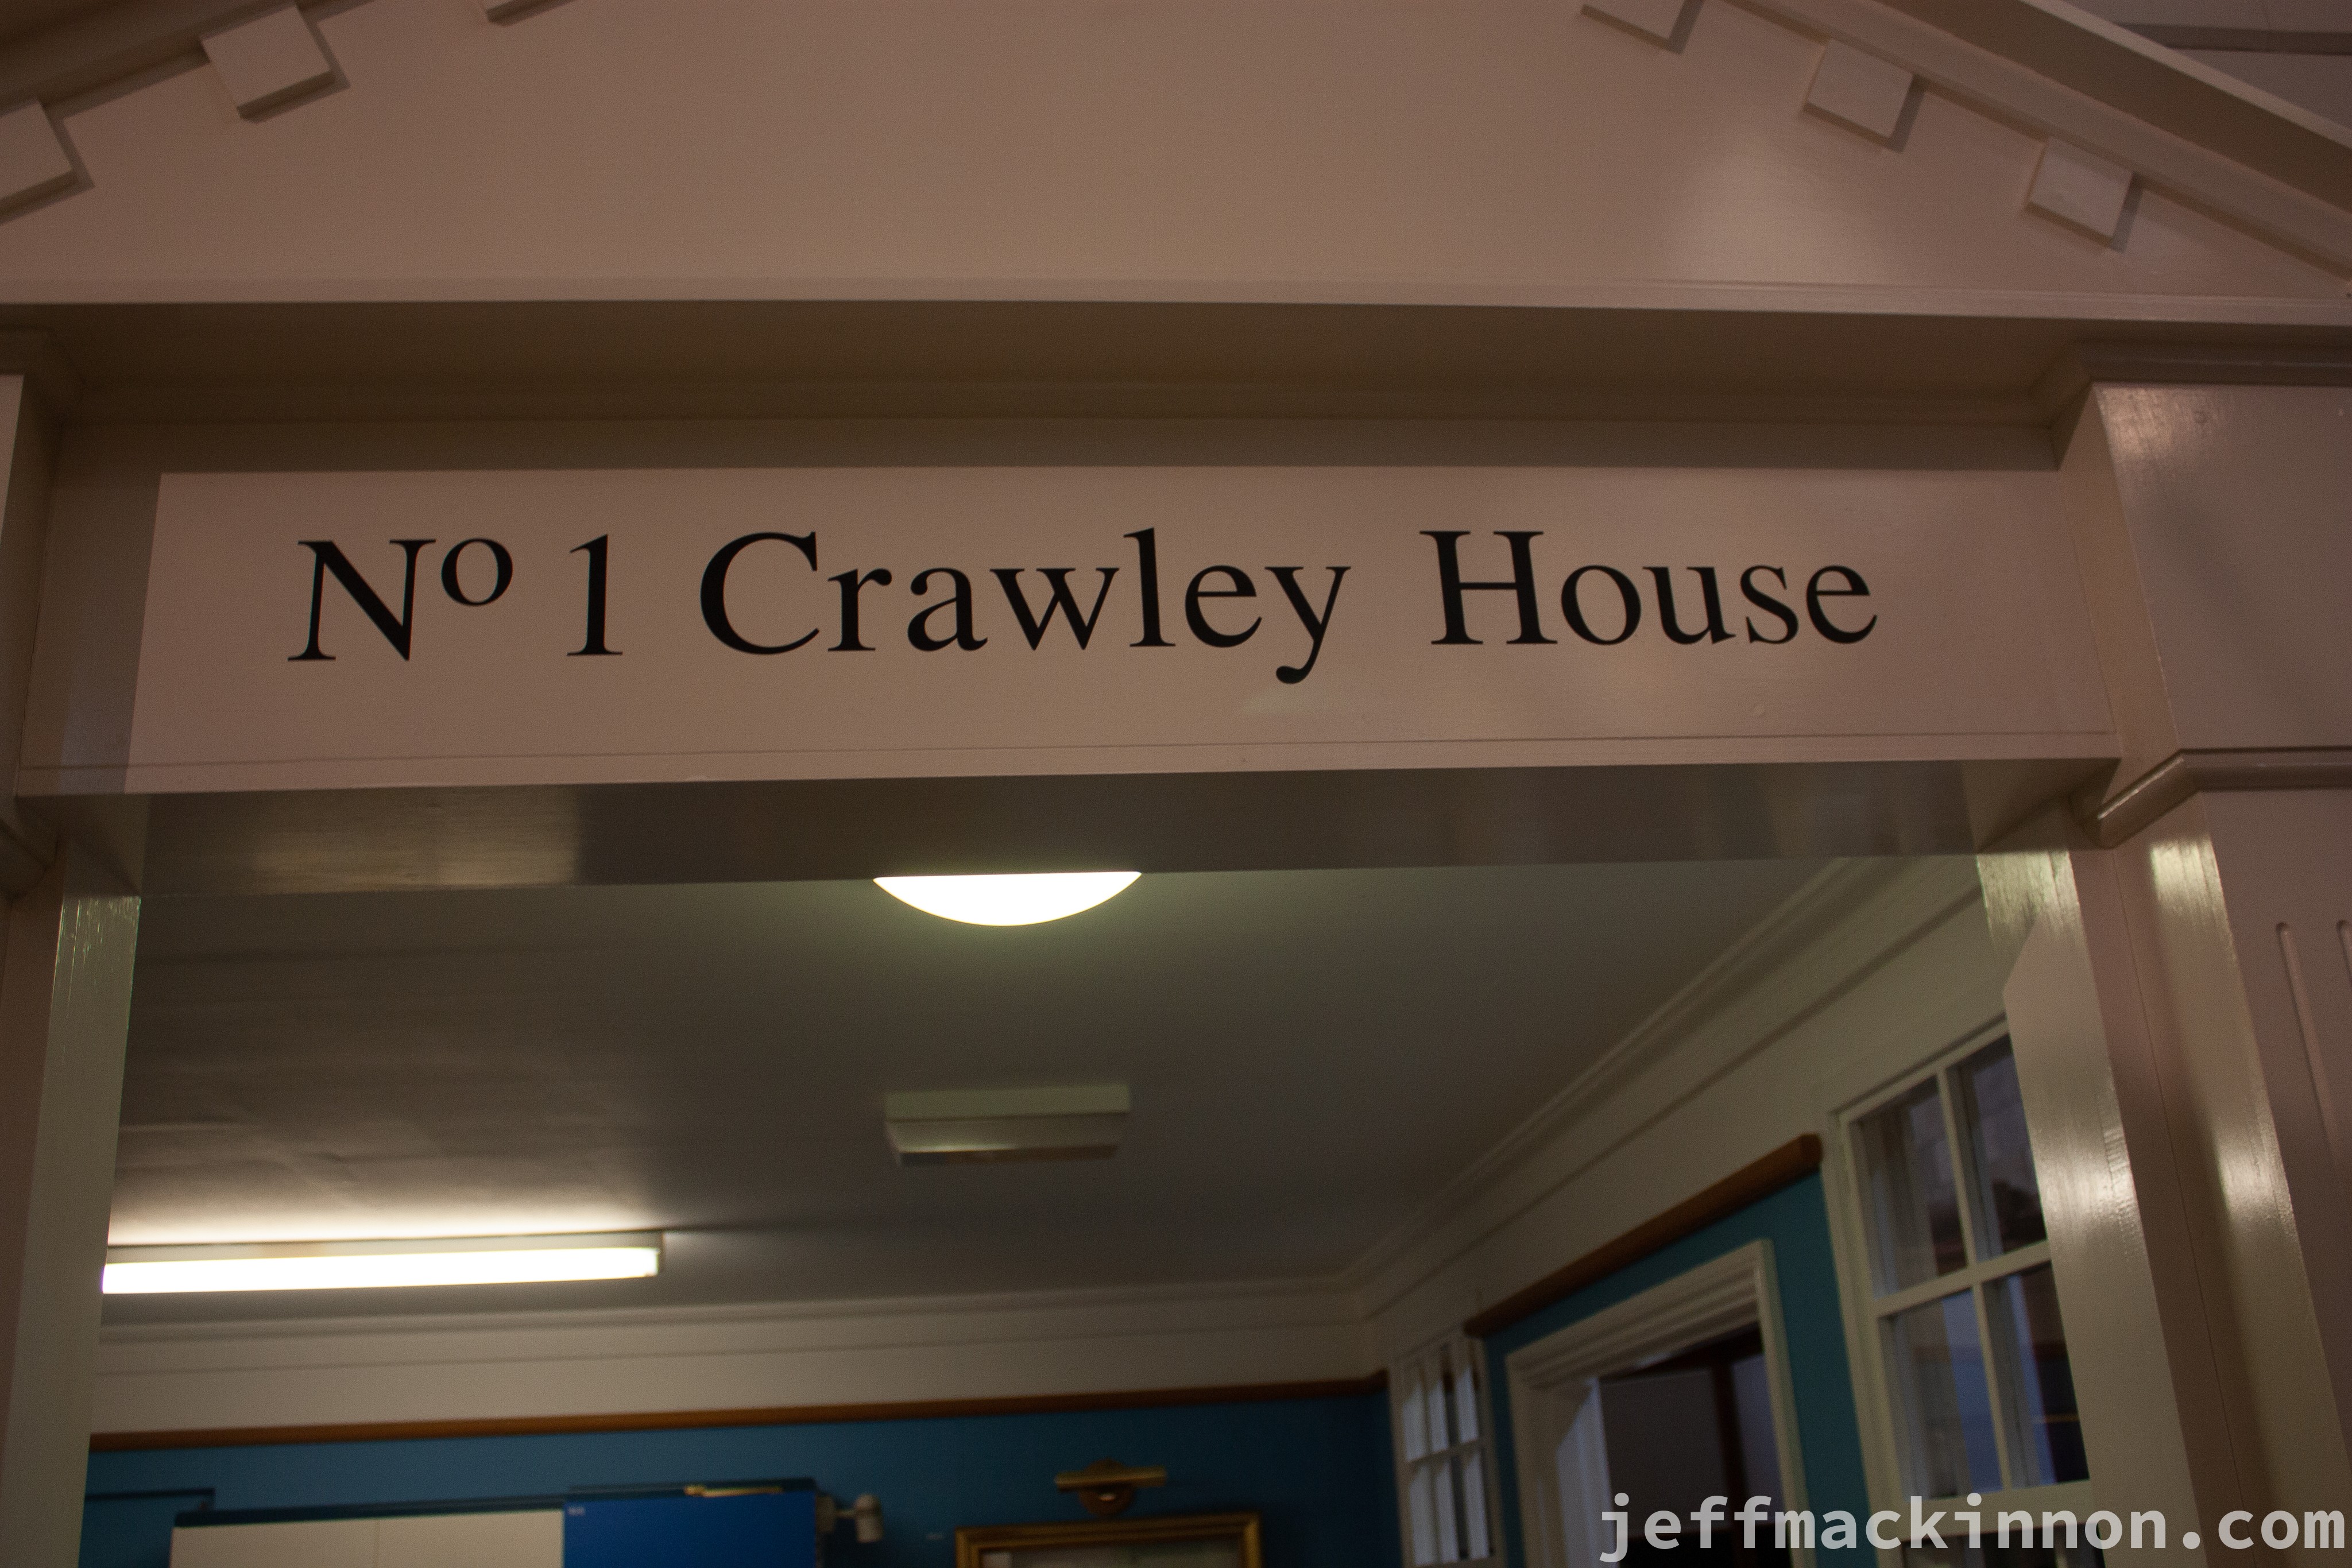 Nº 1 Crawley House
jeffmackinnon.com